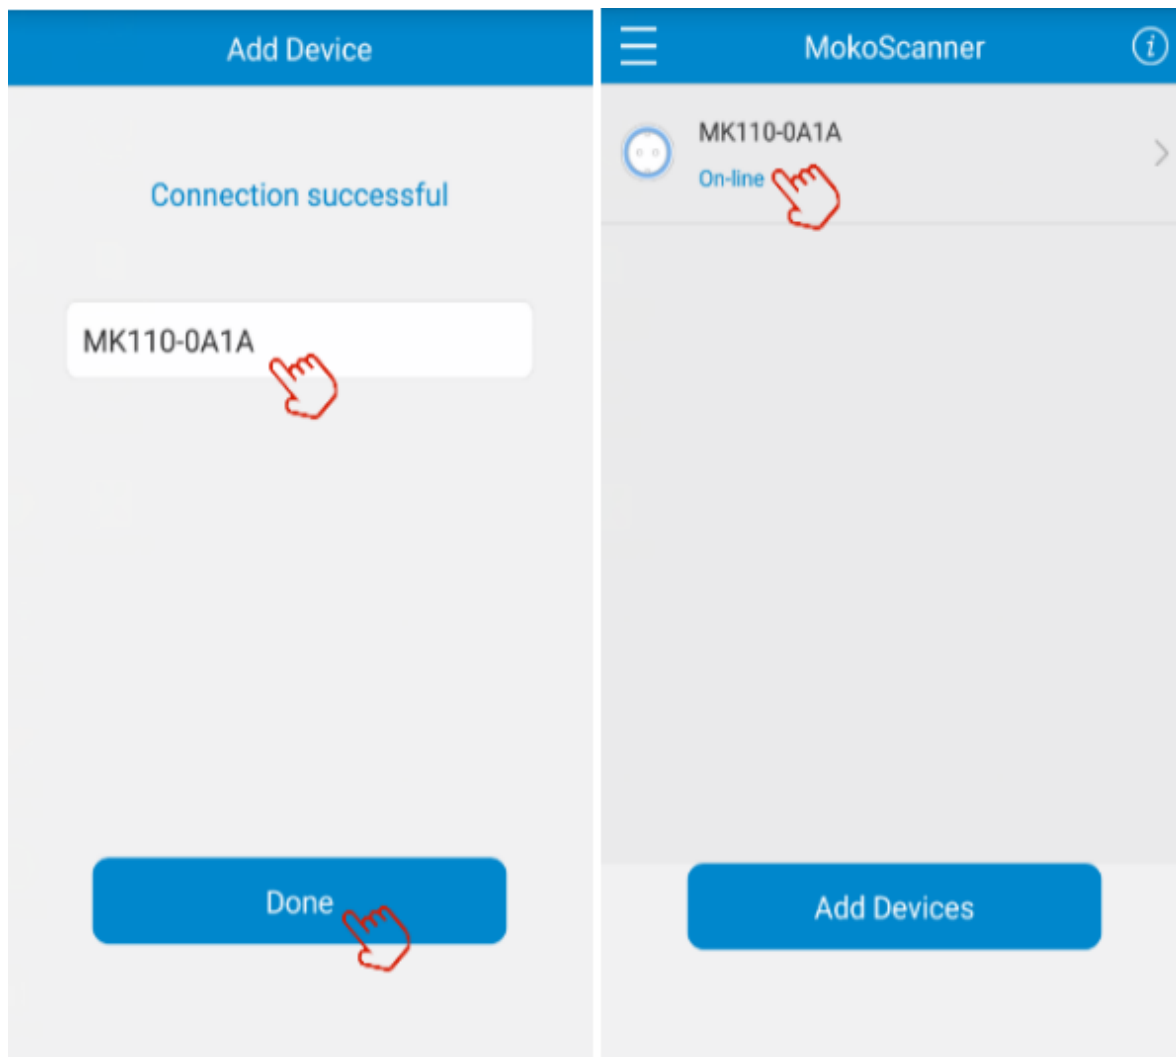 Add Device
Connection successful
MK110-0A1A
Done
MokoScanner
i
MK110-0A1A
On-line
Add Devices